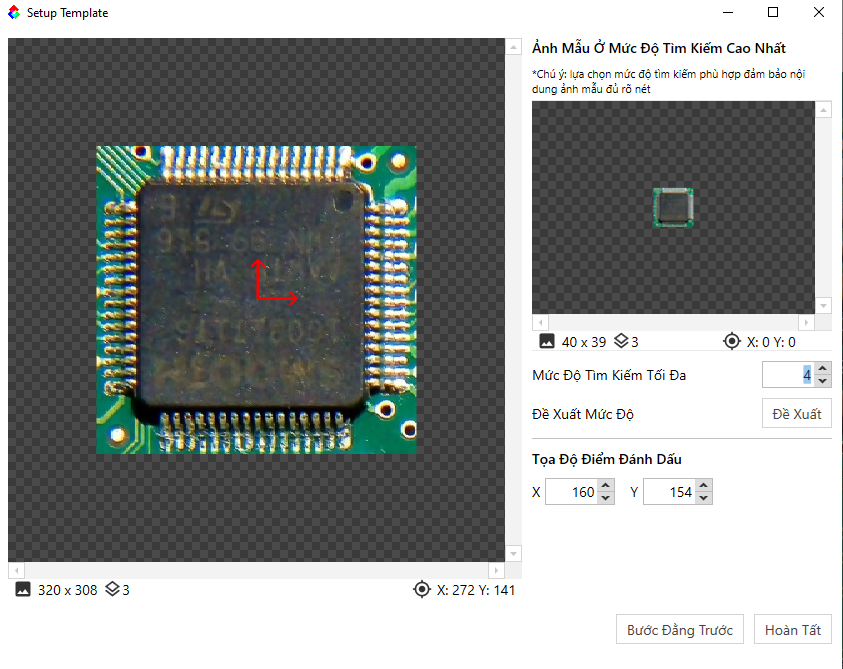 Setup Template
Ảnh Mẫu Ở Mức Độ Tìm Kiếm Cao Nhất
*Chú ý: lựa chọn mức độ tìm kiếm phù hợp đảm bảo nội
dung ảnh mẫu đủ rõ nét
40 x 39 3 X: 0 Y: 0
Mức Độ Tìm Kiếm Tối Đa 4
Đề Xuất Mức Độ Đề Xuất
Tọa Độ Điểm Đánh Dấu
X 160 Y 154
320 x 308 3 X: 272 Y: 141
Bước Đằng Trước Hoàn Tất